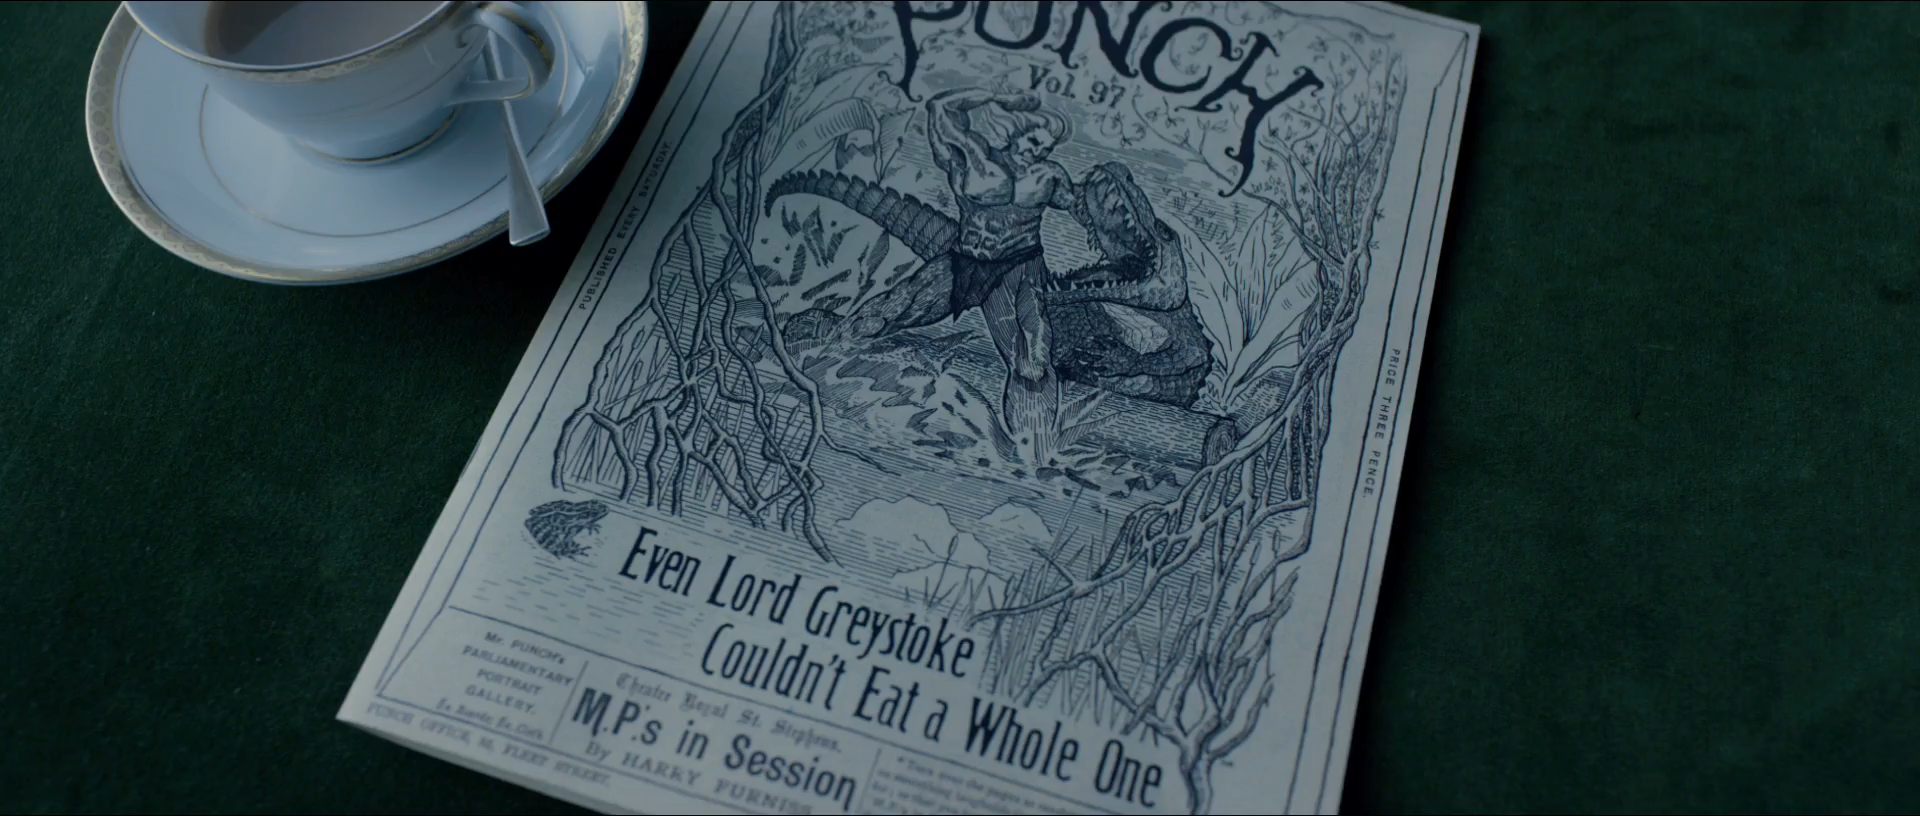 PUNCH
Vol. 97
PUBLISHED EVERY SATURDAY.
PRICE THREE PENCE.
Even Lord Greystoke
Couldn't Eat a Whole One
Mr. PUNCH's
PARLIAMENTARY
PORTRAIT
GALLERY.
Theater Royal St. Stephens.
M.P.'s in Session
By HARRY FURNISS
PUNCH OFFICE, 85, FLEET STREET.